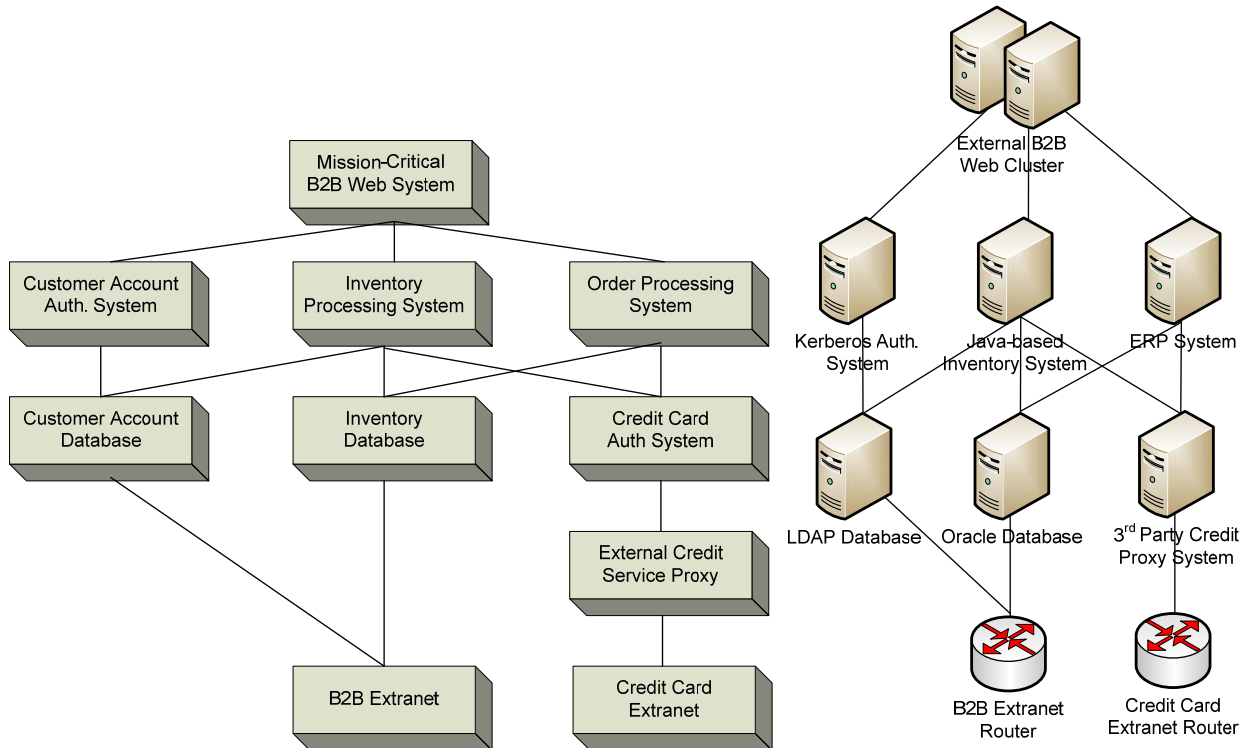 Mission-Critical
B2B Web System
Customer Account
Auth. System
Inventory
Processing System
Order Processing
System
Customer Account
Database
Inventory
Database
Credit Card
Auth System
External Credit
Service Proxy
B2B Extranet
Credit Card
Extranet
External B2B
Web Cluster
Kerberos Auth.
System
Java-based
Inventory System
ERP System
LDAP Database
Oracle Database
3rd Party Credit
Proxy System
B2B Extranet
Router
Credit Card
Extranet Router